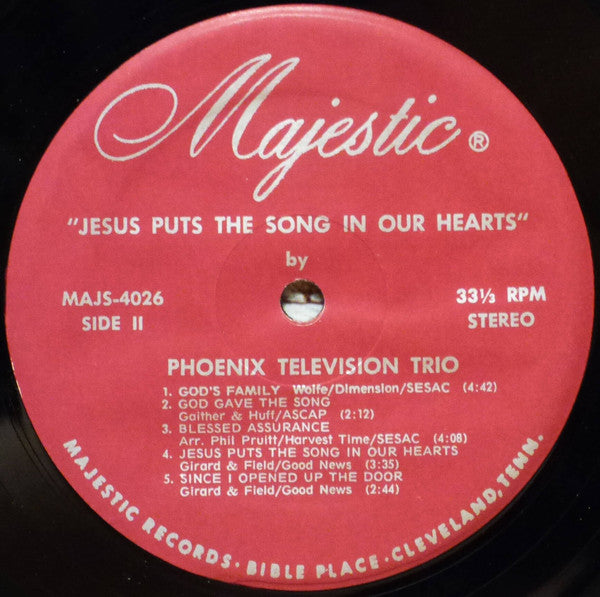 Majestic ®
"JESUS PUTS THE SONG IN OUR HEARTS"
by
MAJS-4026
SIDE II
33⅓ RPM
STEREO
PHOENIX TELEVISION TRIO
1. GOD'S FAMILY Wolfe/Dimension/SESAC (4:42)
2. GOD GAVE THE SONG
Gaither & Huff/ASCAP (2:12)
3. BLESSED ASSURANCE
Arr. Phil Pruitt/Harvest Time/SESAC (4:08)
4. JESUS PUTS THE SONG IN OUR HEARTS
Girard & Field/Good News (3:35)
5. SINCE I OPENED UP THE DOOR
Girard & Field/Good News (2:44)
MAJESTIC RECORDS · BIBLE PLACE · CLEVELAND, TENN.